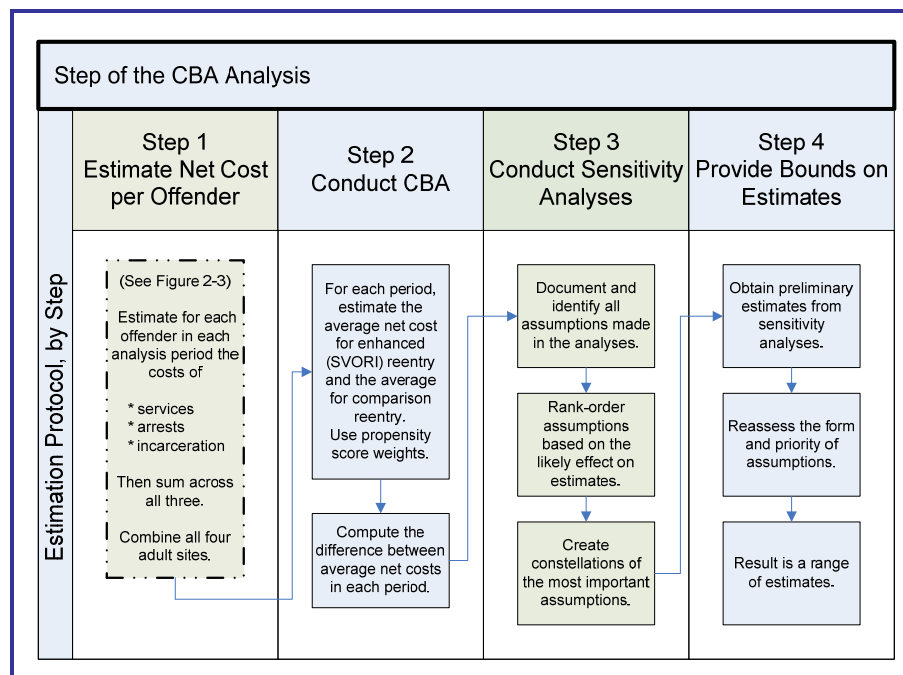 Step of the CBA Analysis
Estimation Protocol, by Step
Step 1
Estimate Net Cost
per Offender
Step 2
Conduct CBA
Step 3
Conduct Sensitivity
Analyses
Step 4
Provide Bounds on
Estimates
(See Figure 2-3)
Estimate for each
offender in each
analysis period the
costs of
* services
* arrests
* incarceration
Then sum across
all three.
Combine all four
adult sites.
For each period,
estimate the
average net cost
for enhanced
(SVORI) reentry
and the average
for comparison
reentry.
Use propensity
score weights.
Compute the
difference between
average net costs
in each period.
Document and
identify all
assumptions made
in the analyses.
Rank-order
assumptions
based on the
likely effect on
estimates.
Create
constellations of
the most important
assumptions.
Obtain preliminary
estimates from
sensitivity
analyses.
Reassess the form
and priority of
assumptions.
Result is a range
of estimates.